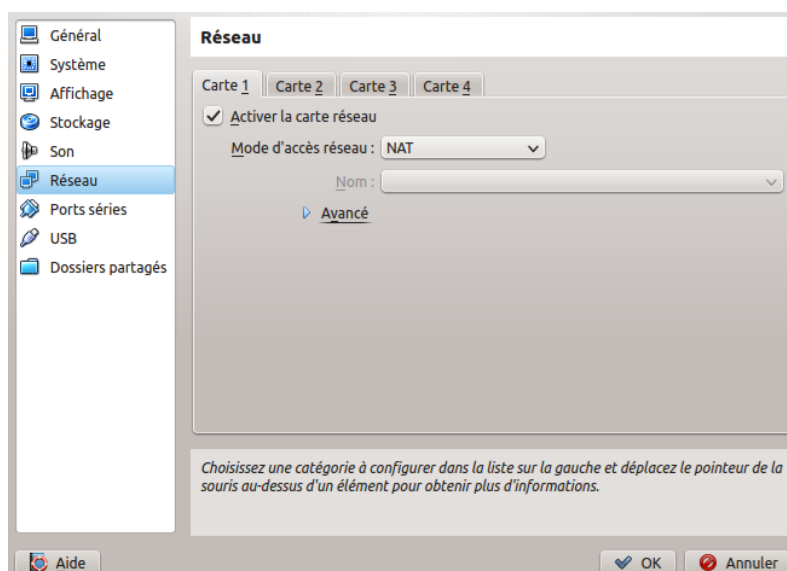 Général
Système
Affichage
Stockage
Son
Réseau
Ports séries
USB
Dossiers partagés
Réseau
Carte 1 Carte 2 Carte 3 Carte 4
Activer la carte réseau
Mode d'accès réseau : NAT
Nom :
Avancé
Choisissez une catégorie à configurer dans la liste sur la gauche et déplacez le pointeur de la
souris au-dessus d'un élément pour obtenir plus d'informations.
Aide OK Annuler